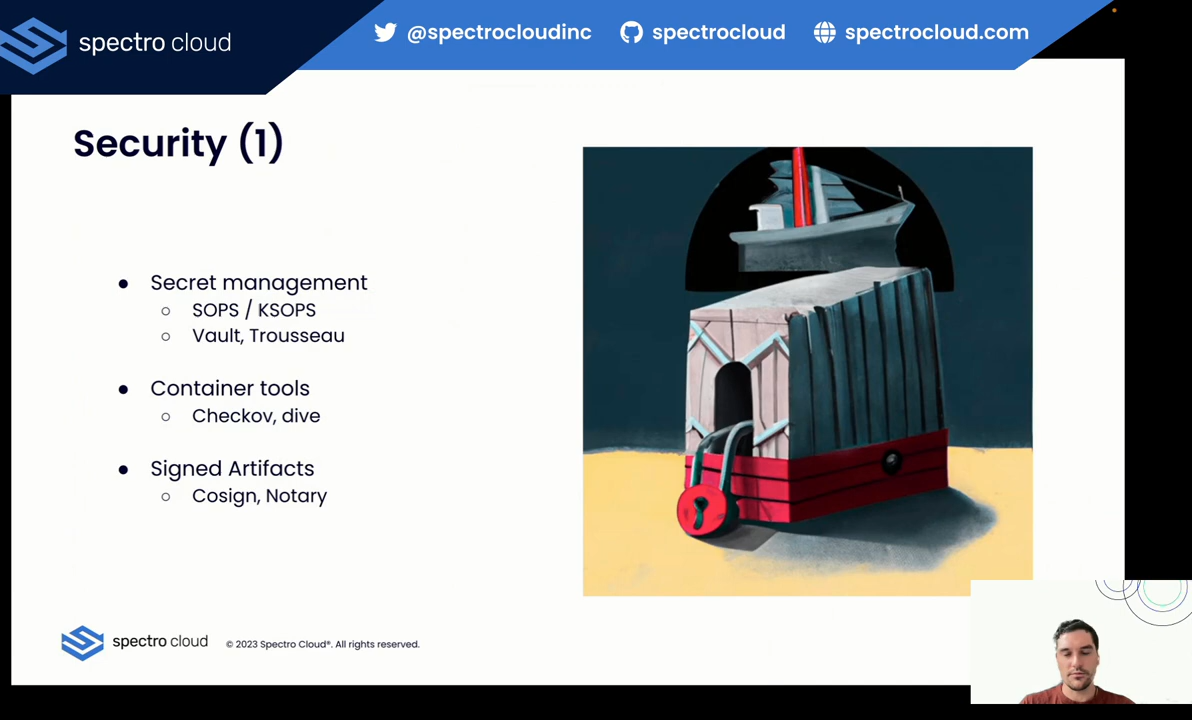 spectro cloud
@spectrocloudinc
spectrocloud
spectrocloud.com
Security (1)
● Secret management
○ SOPS / KSOPS
○ Vault, Trousseau
● Container tools
○ Checkov, dive
● Signed Artifacts
○ Cosign, Notary
spectro cloud
© 2023 Spectro Cloud®. All rights reserved.